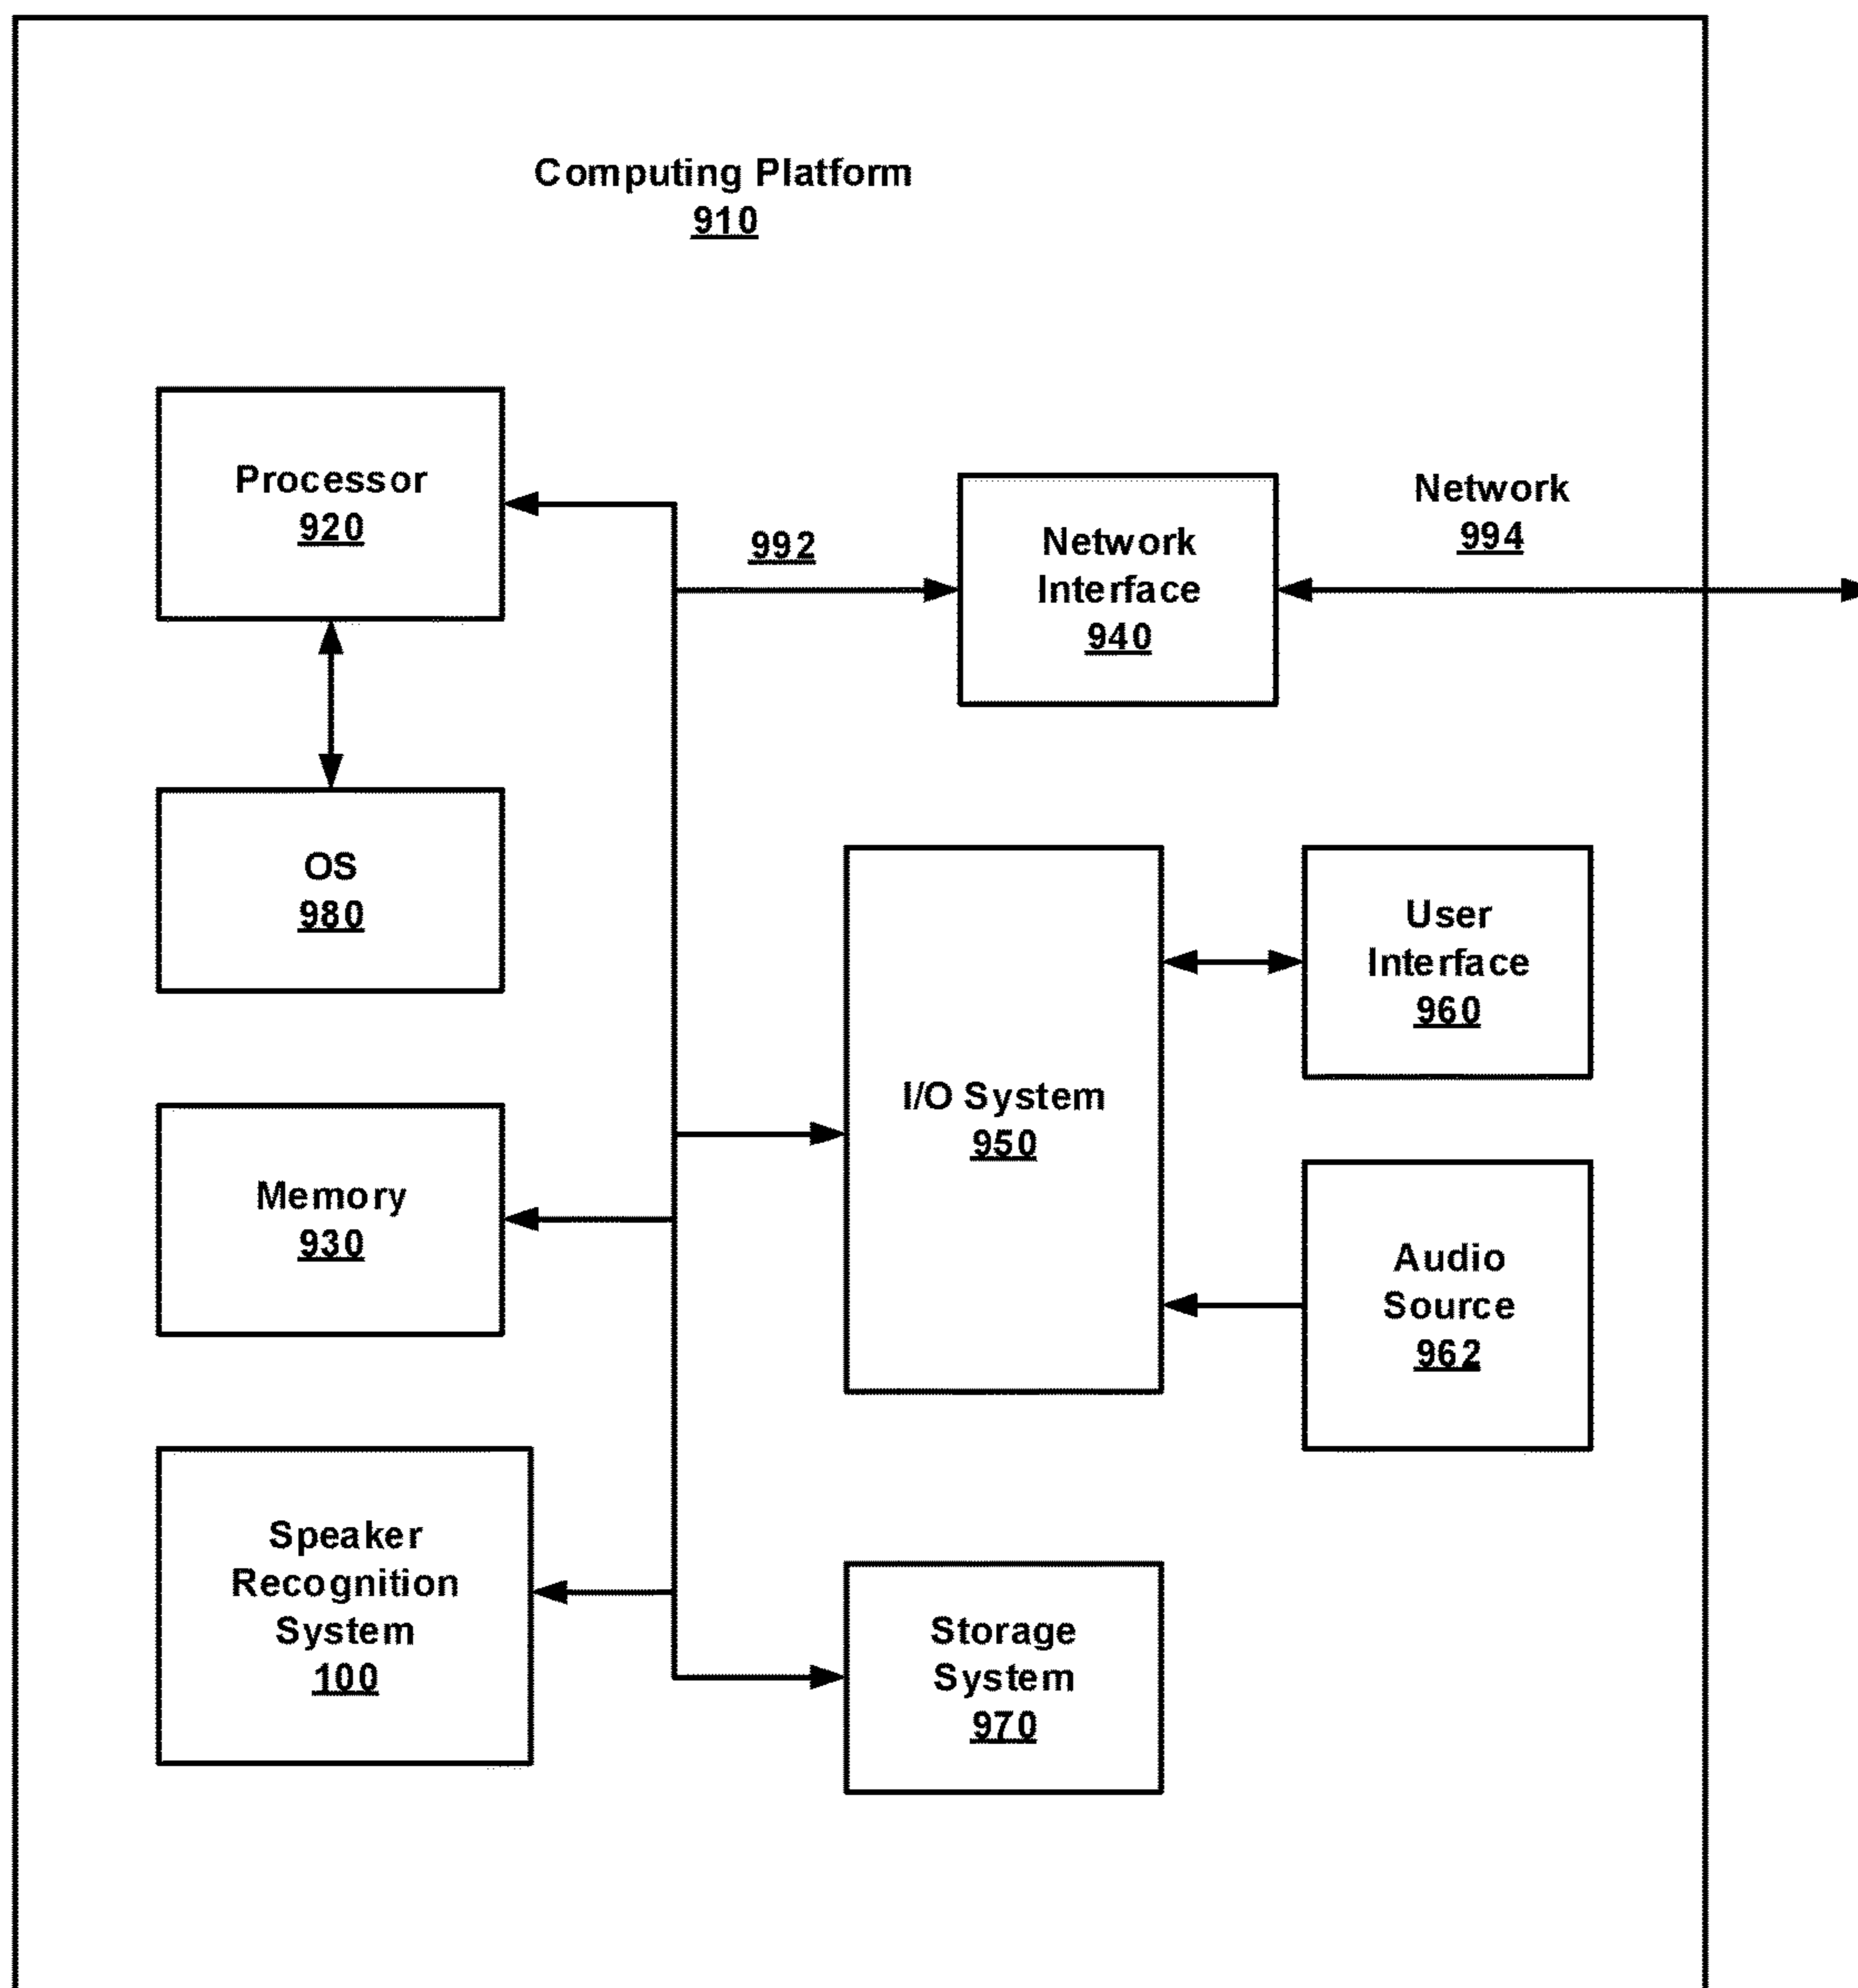 Computing Platform
910
Processor
920
992
Network
Interface
940
Network
994
OS
980
User
Interface
960
I/O System
950
Memory
930
Audio
Source
962
Speaker
Recognition
System
100
Storage
System
970